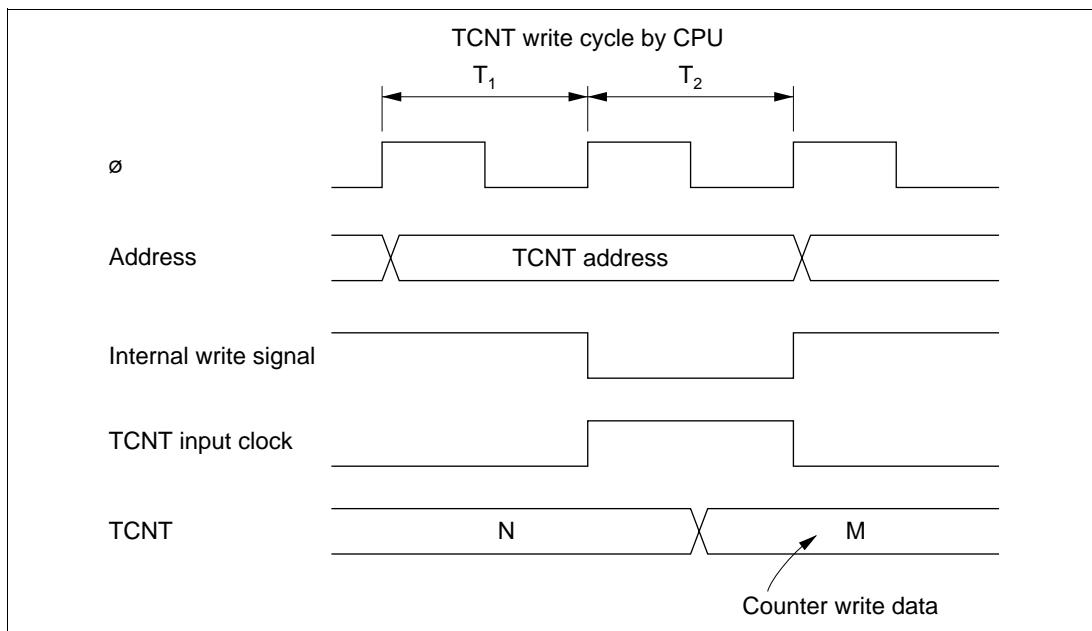 TCNT write cycle by CPU
T₁ T₂
ø
Address TCNT address
Internal write signal
TCNT input clock
TCNT N M
Counter write data